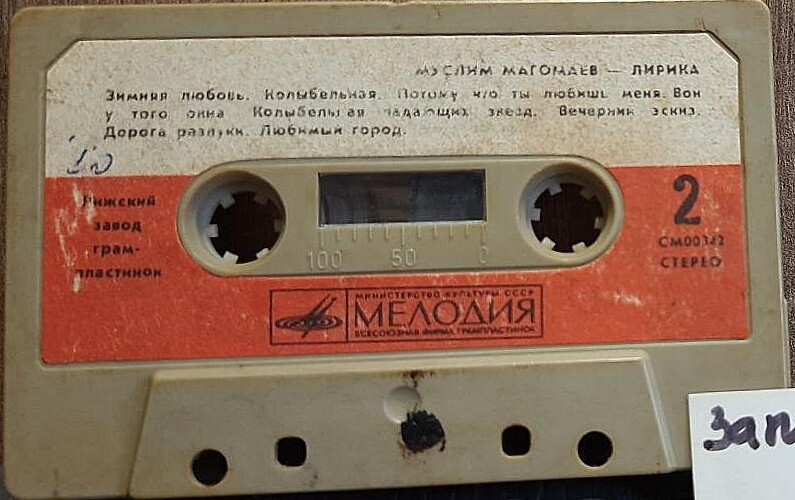 МУСЛИМ МАГОМАЕВ — ЛИРИКА
Зимняя любовь. Колыбельная. Потому что ты любишь меня. Вон
у того окна Колыбельная падающих звезд. Вечерний эскиз.
Дорога разлуки. Любимый город.
Рижский
завод
грам-
пластинок
2
СМ00342
СТЕРЕО
100 50 0
МИНИСТЕРСТВО КУЛЬТУРЫ СССР
МЕЛОДИЯ
ВСЕСОЮЗНАЯ ФИРМА ГРАМПЛАСТИНОК
Зап